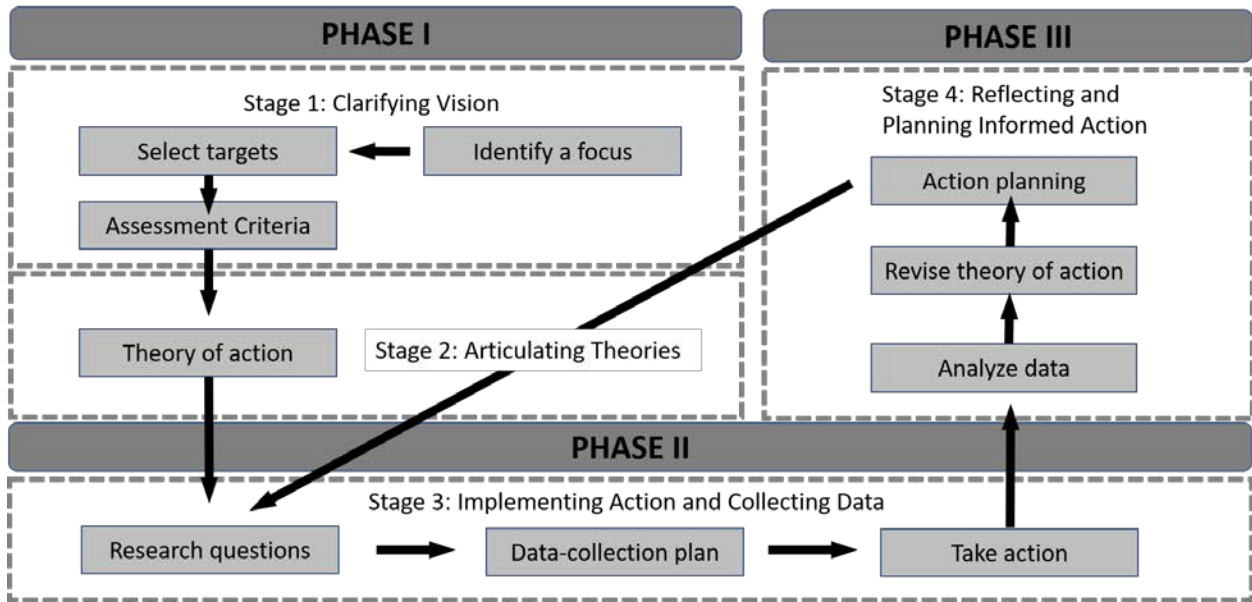 PHASE I
Stage 1: Clarifying Vision
Select targets
Identify a focus
Assessment Criteria
Theory of action
Stage 2: Articulating Theories
PHASE III
Stage 4: Reflecting and
Planning Informed Action
Action planning
Revise theory of action
Analyze data
PHASE II
Stage 3: Implementing Action and Collecting Data
Research questions
Data-collection plan
Take action